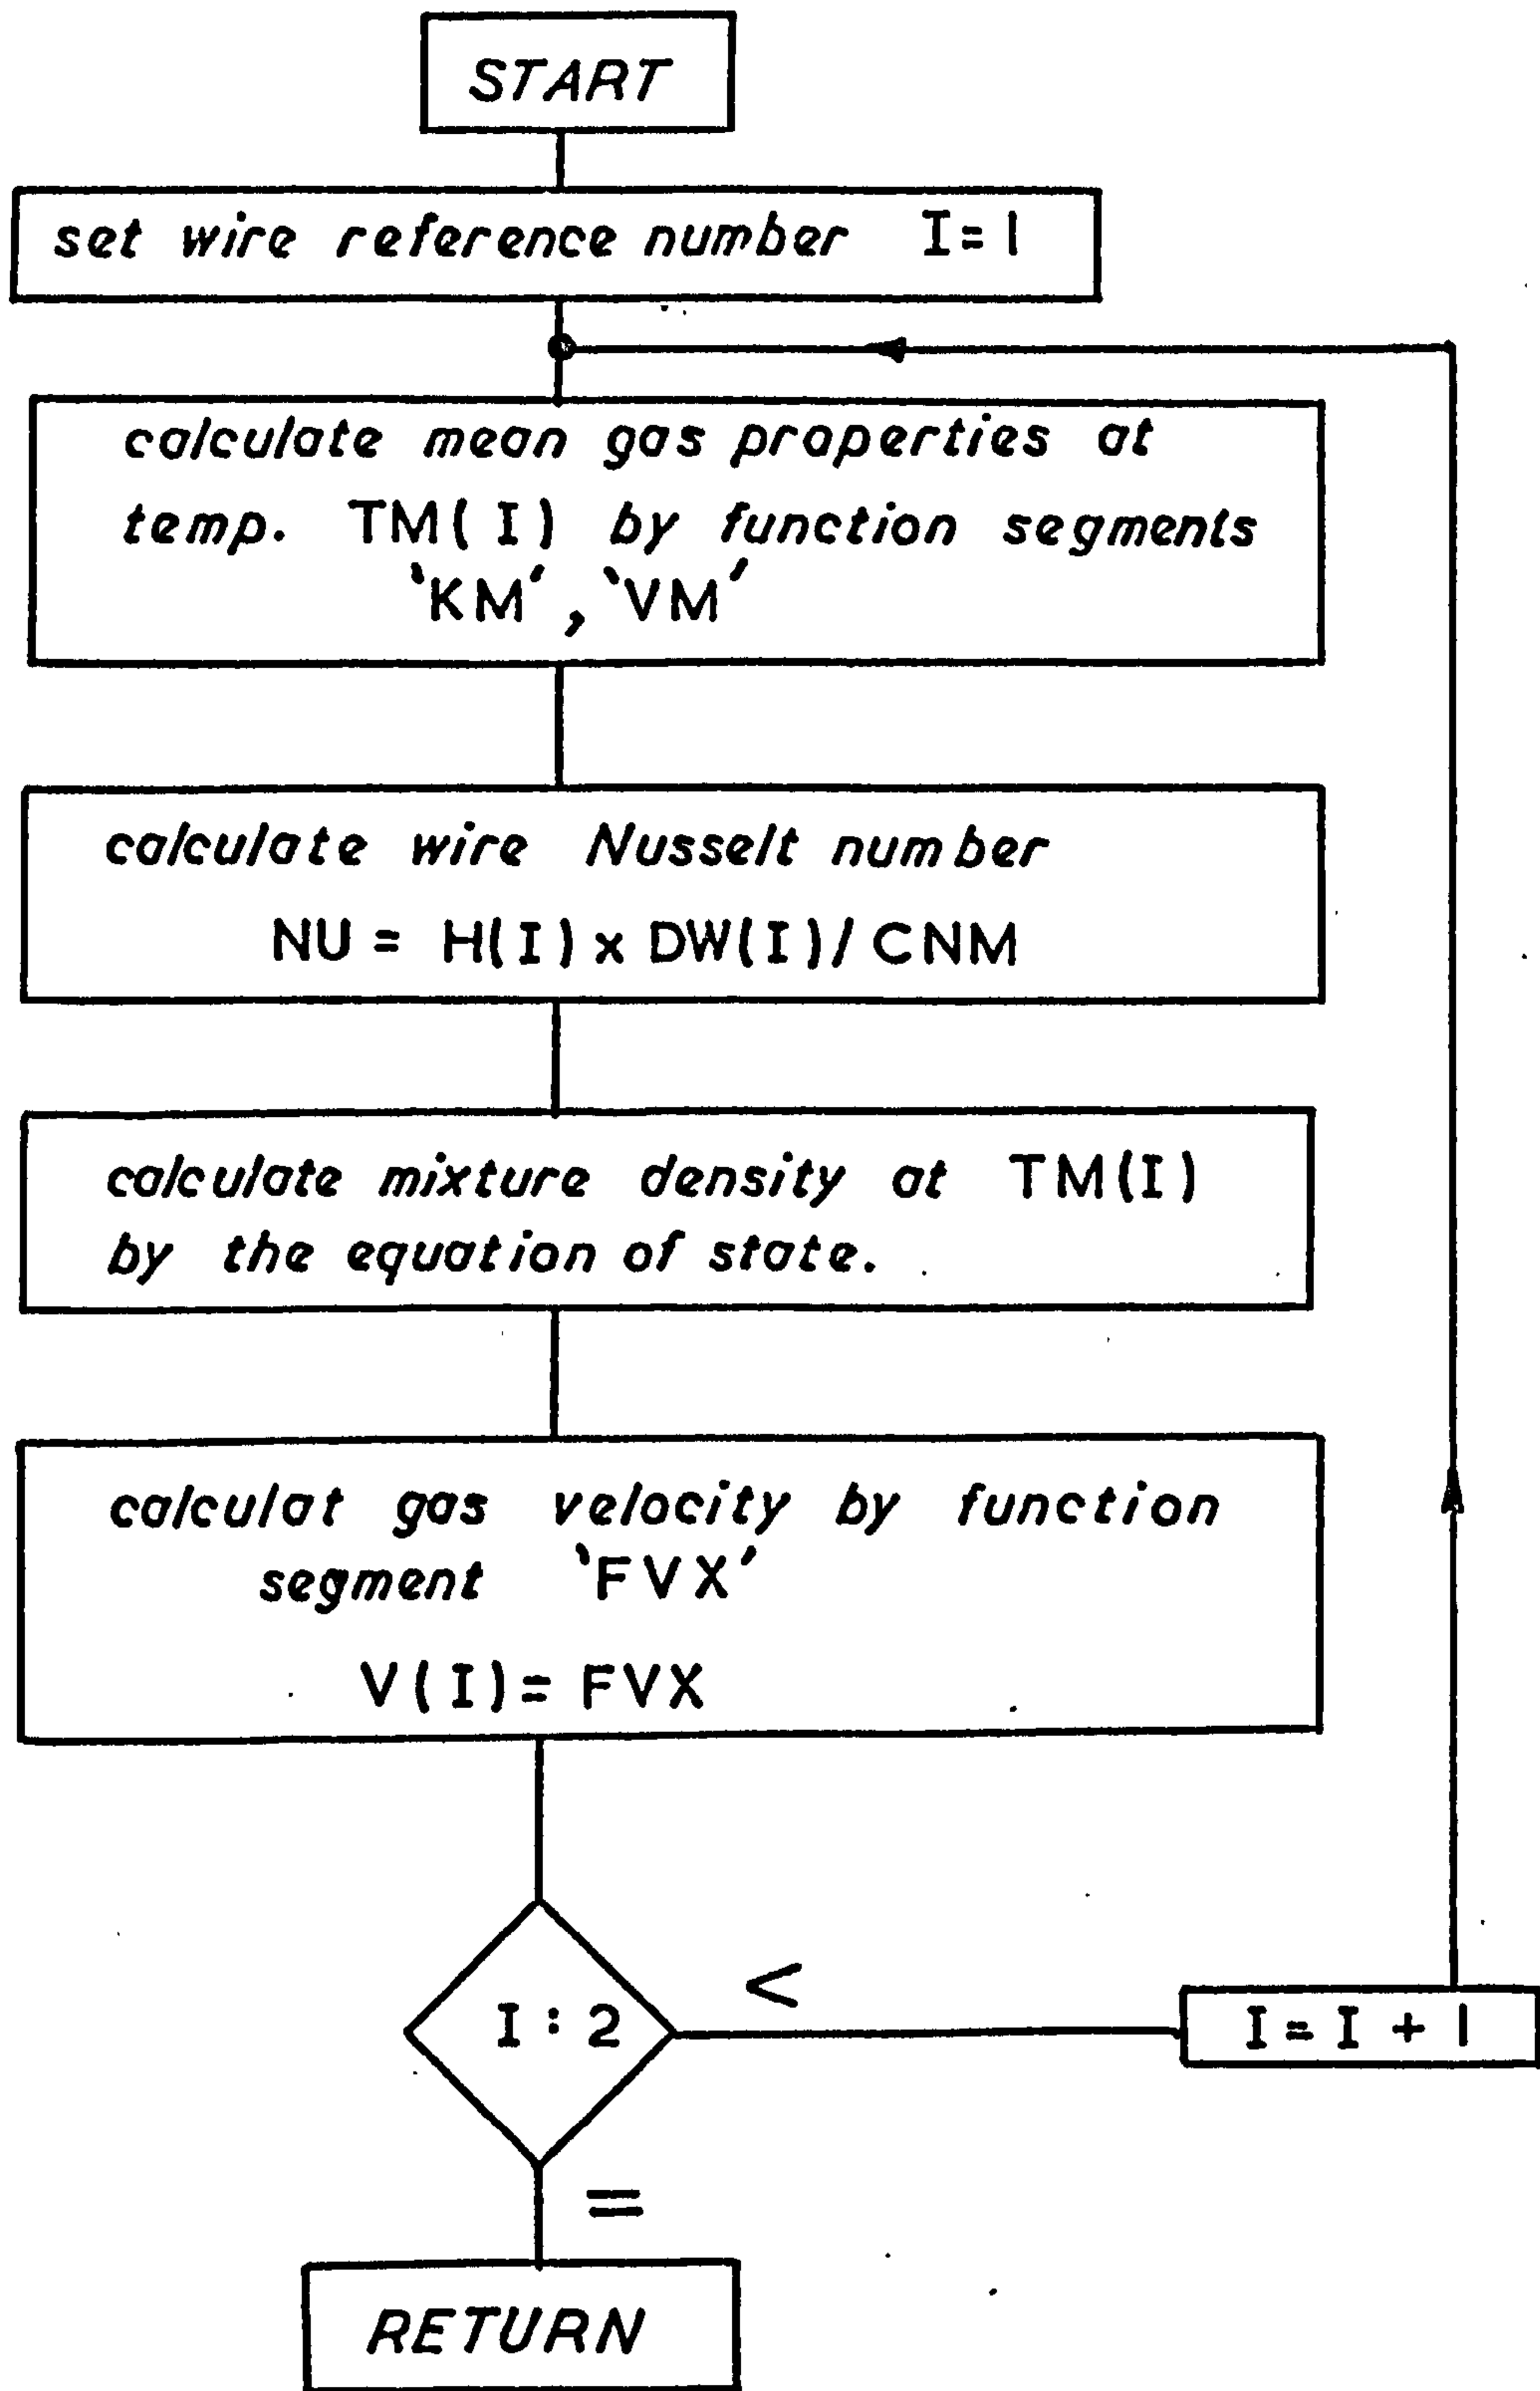 START
set wire reference number I=1
calculate mean gas properties at
temp. TM(I) by function segments
'KM', 'VM'
calculate wire Nusselt number
NU = H(I) x DW(I)/CNM
calculate mixture density at TM(I)
by the equation of state.
calculat gas velocity by function
segment 'FVX'
V(I)= FVX
I:2
<
I=I+1
=
RETURN